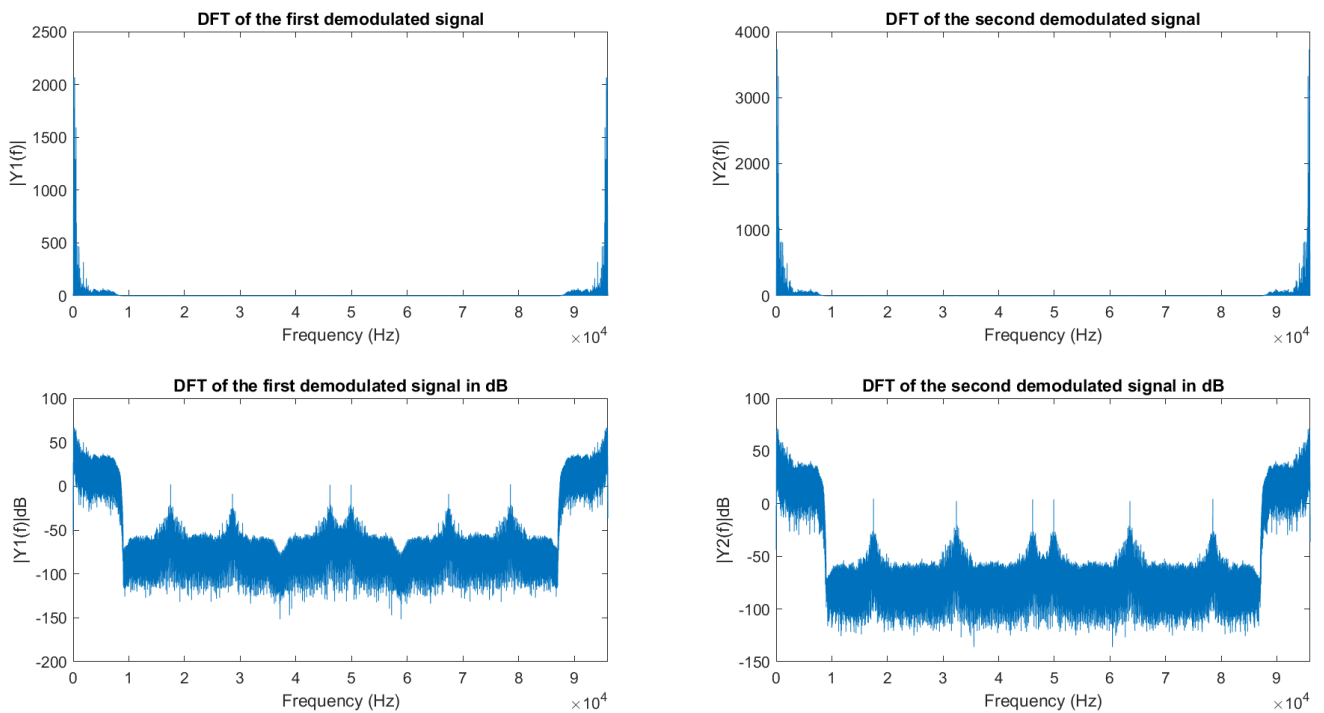 DFT of the first demodulated signal
2500
2000
1500
1000
500
0
|Y1(f)|
0 1 2 3 4 5 6 7 8 9
Frequency (Hz)
×10^4
DFT of the second demodulated signal
4000
3000
2000
1000
0
|Y2(f)|
0 1 2 3 4 5 6 7 8 9
Frequency (Hz)
×10^4
DFT of the first demodulated signal in dB
100
50
0
-50
-100
-150
-200
|Y1(f)|dB
0 1 2 3 4 5 6 7 8 9
Frequency (Hz)
×10^4
DFT of the second demodulated signal in dB
100
50
0
-50
-100
-150
|Y2(f)|dB
0 1 2 3 4 5 6 7 8 9
Frequency (Hz)
×10^4